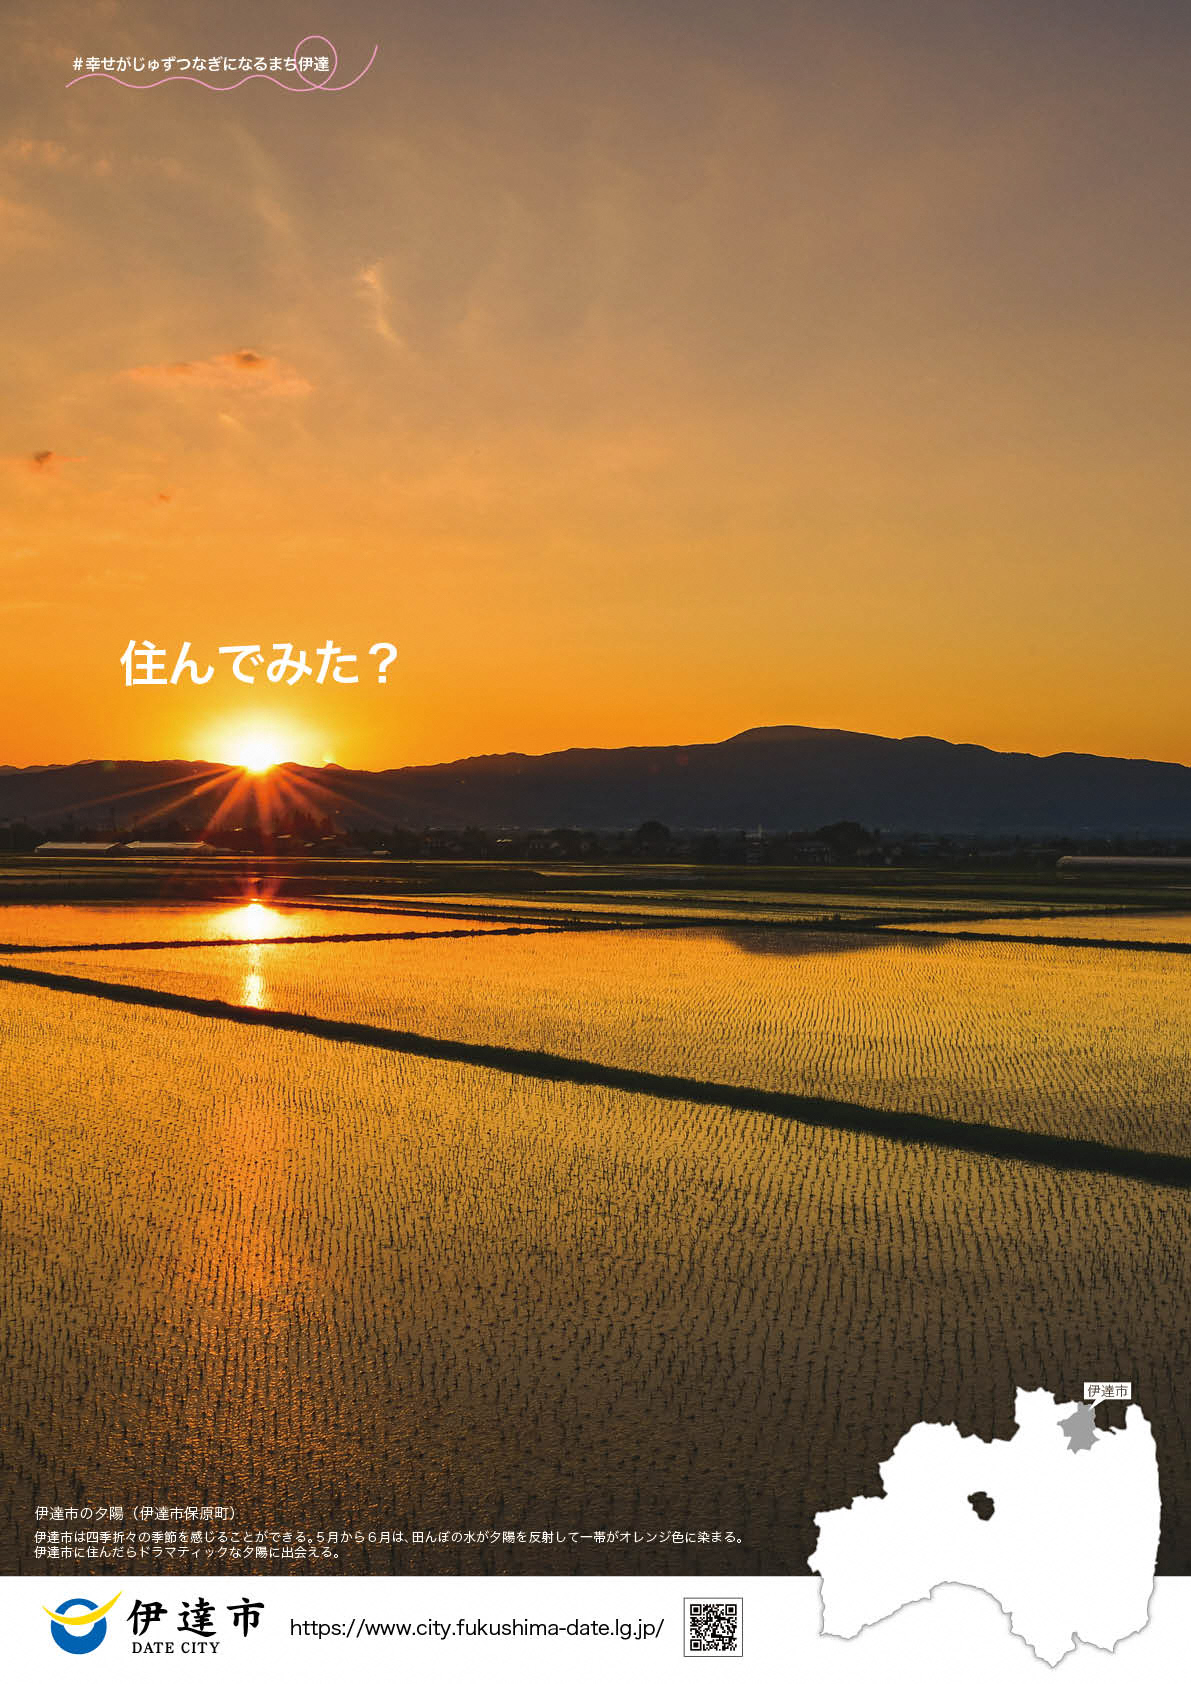 #幸せがじゅずつなぎになるまち伊達
住んでみた?
伊達市
伊達市の夕陽(伊達市保原町)
伊達市は四季折々の季節を感じることができる。5月から6月は、田んぼの水が夕陽を反射して一帯がオレンジ色に染まる。
伊達市に住んだらドラマティックな夕陽に出会える。
伊達市
DATE CITY
https://www.city.fukushima-date.lg.jp/